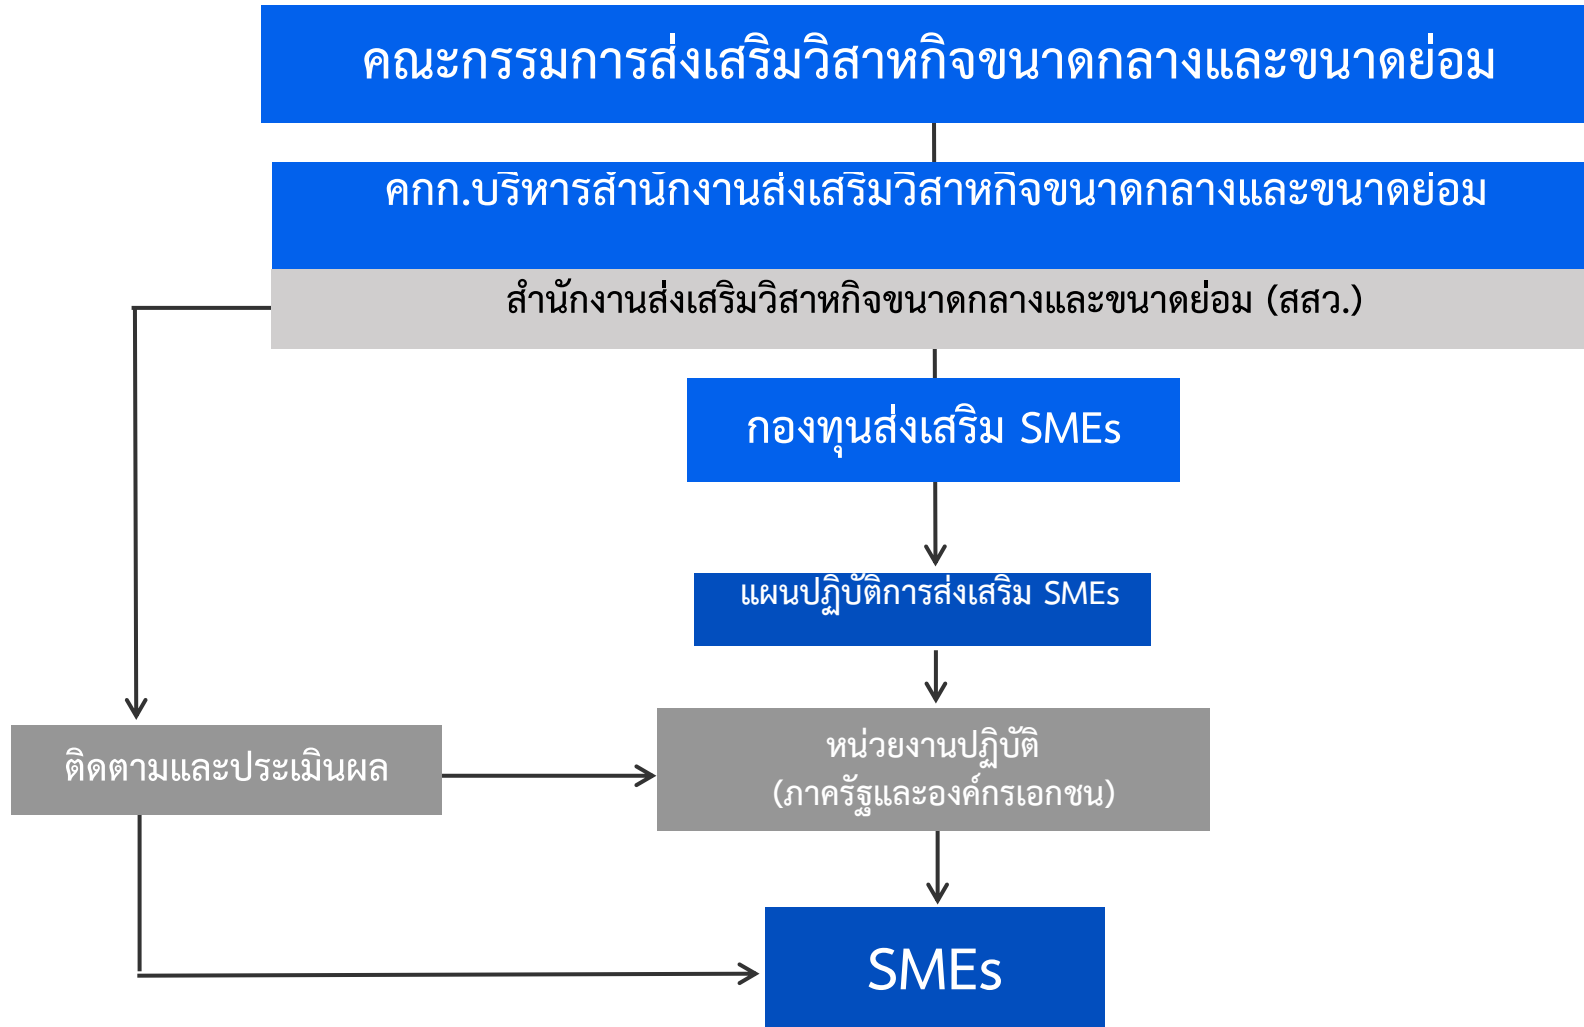 คณะกรรมการส่งเสริมวิสาหกิจขนาดกลางและขนาดย่อม
คกก.บริหารสำนักงานส่งเสริมวิสาหกิจขนาดกลางและขนาดย่อม
สำนักงานส่งเสริมวิสาหกิจขนาดกลางและขนาดย่อม (สสว.)
กองทุนส่งเสริม SMEs
แผนปฏิบัติการส่งเสริม SMEs
ติดตามและประเมินผล
หน่วยงานปฏิบัติ
(ภาครัฐและองค์กรเอกชน)
SMEs